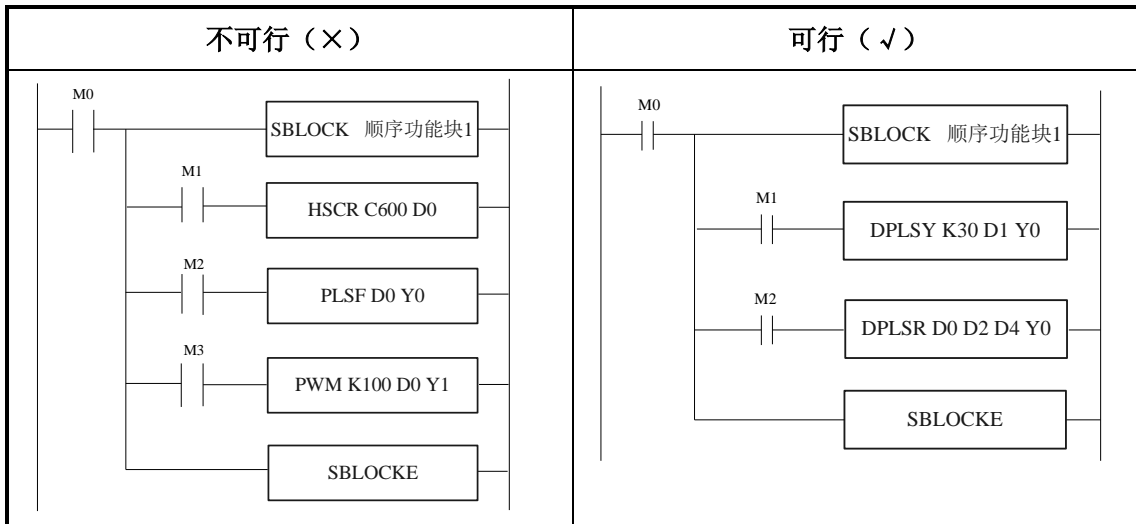 不可行（×）
可行（√）
M0
SBLOCK 顺序功能块1
M1
HSCR C600 D0
M2
PLSF D0 Y0
M3
PWM K100 D0 Y1
SBLOCKE
M0
SBLOCK 顺序功能块1
M1
DPLSY K30 D1 Y0
M2
DPLSR D0 D2 D4 Y0
SBLOCKE